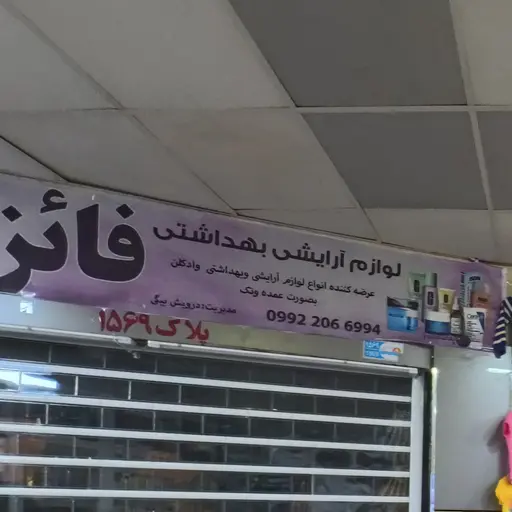 لوازم آرایشی بهداشتی
فائز
عرضه کننده انواع لوازم آرایشی وبهداشتی وادکلن
بصورت عمده وتک
مدیریت:درویش بیگی
0992 206 6994
پلاک ۱۵۶۹